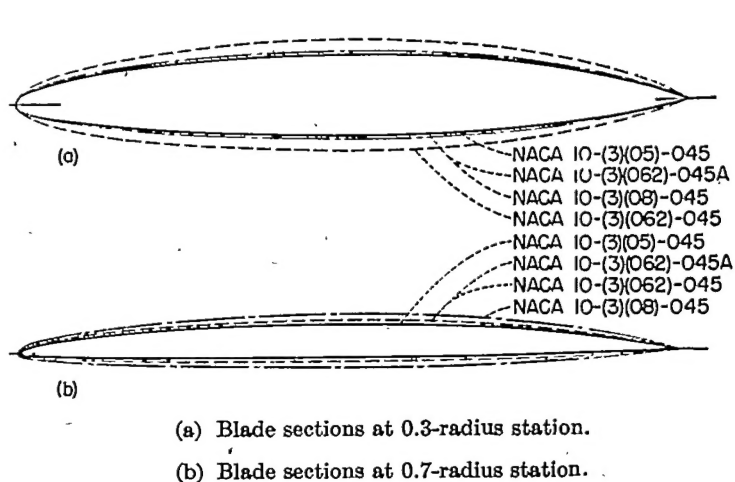 (a)
NACA 10-(3)(05)-045
NACA 10-(3)(062)-045A
NACA 10-(3)(08)-045
NACA 10-(3)(062)-045
NACA 10-(3)(05)-045
NACA 10-(3)(062)-045A
NACA 10-(3)(062)-045
NACA 10-(3)(08)-045
(b)
(a) Blade sections at 0.3-radius station.
(b) Blade sections at 0.7-radius station.